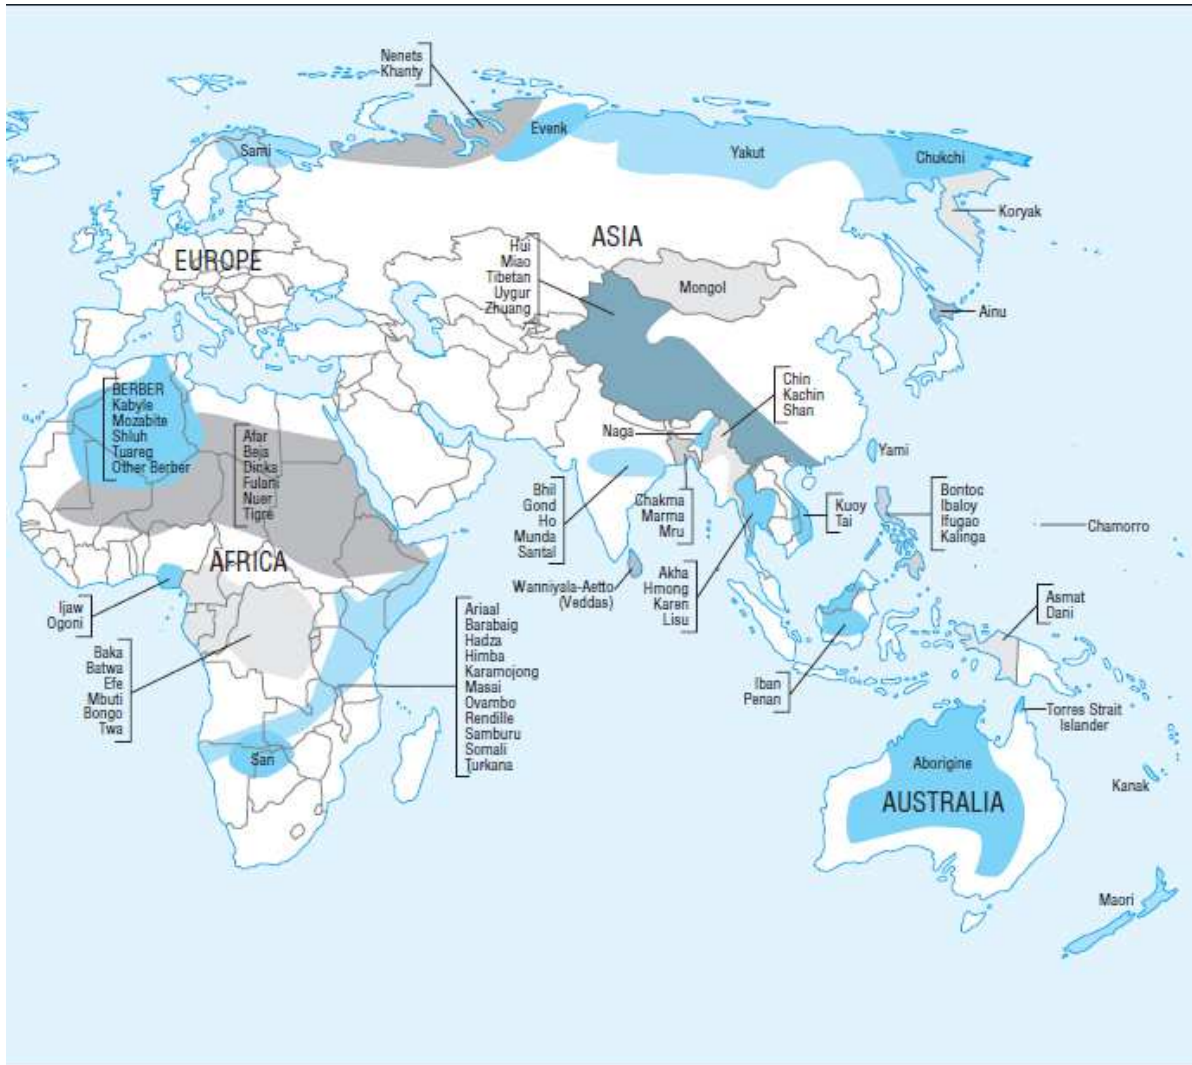 Nenets
Khanty
Sami
Evenk
Yakut
Chukchi
Koryak
EUROPE
ASIA
Hui
Miao
Tibetan
Uygur
Zhuang
Mongol
Ainu
BERBER
Kabyle
Mozabite
Shluh
Tuareg
Other Berber
Afar
Beja
Dinka
Fulani
Nuer
Tigre
Chin
Kachin
Shan
Naga
Yami
Bhil
Gond
Ho
Munda
Santal
Chakma
Marma
Mru
Kuoy
Tai
Bontoc
Ibaloy
Ifugao
Kalinga
Chamorro
AFRICA
Ijaw
Ogoni
Wanniyala-Aetto
(Veddas)
Akha
Hmong
Karen
Lisu
Asmat
Dani
Baka
Batwa
Efe
Mbuti
Bongo
Twa
Ariaal
Barabaig
Hadza
Himba
Karamojong
Masai
Ovambo
Rendille
Samburu
Somali
Turkana
Iban
Penan
Torres Strait
Islander
San
Aborigine
AUSTRALIA
Kanak
Maori